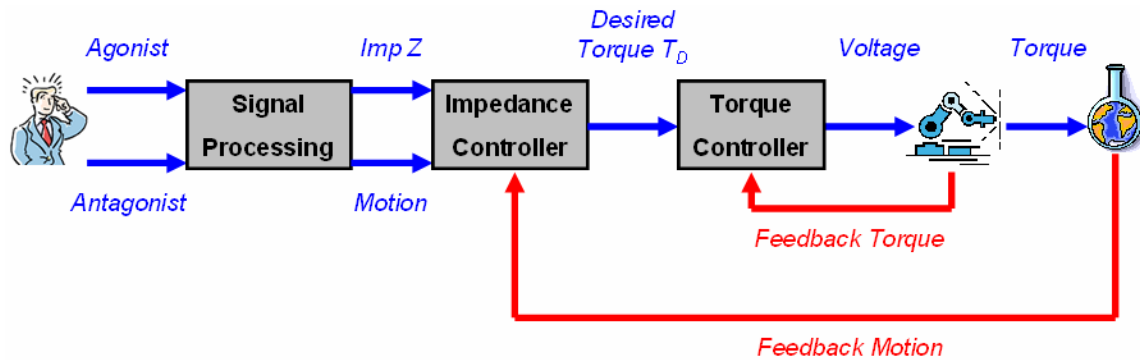 Agonist
Antagonist
Signal
Processing
Imp Z
Motion
Impedance
Controller
Desired
Torque T_D
Torque
Controller
Voltage
Torque
Feedback Torque
Feedback Motion